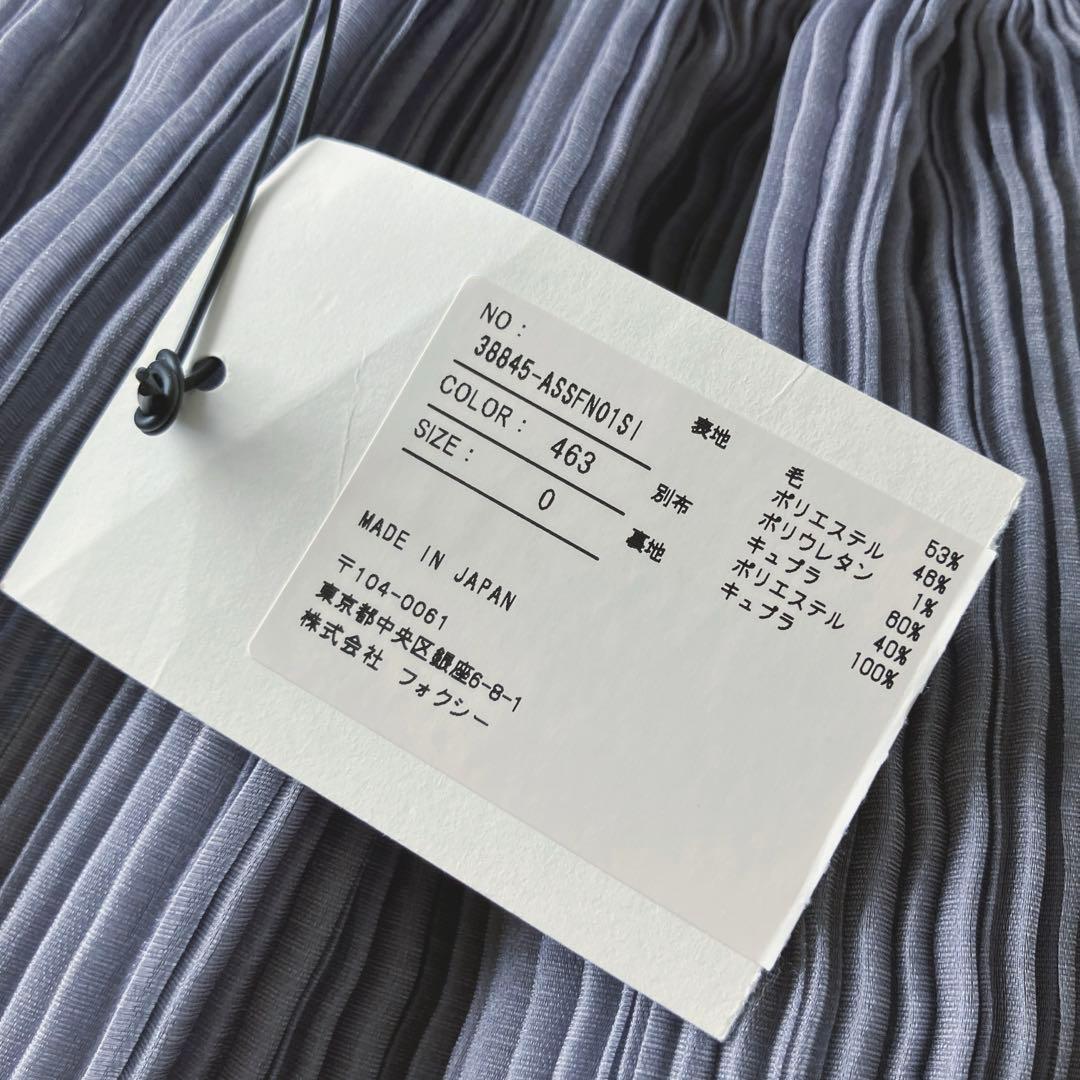 NO :
38845-ASSFN01SI
COLOR : 463
SIZE : 0
表地 毛 53%
ポリエステル 46%
ポリウレタン 1%
別布 キュプラ 60%
ポリエステル 40%
裏地 キュプラ 100%
MADE IN JAPAN
〒104-0061
東京都中央区銀座6-8-1
株式会社 フォクシー